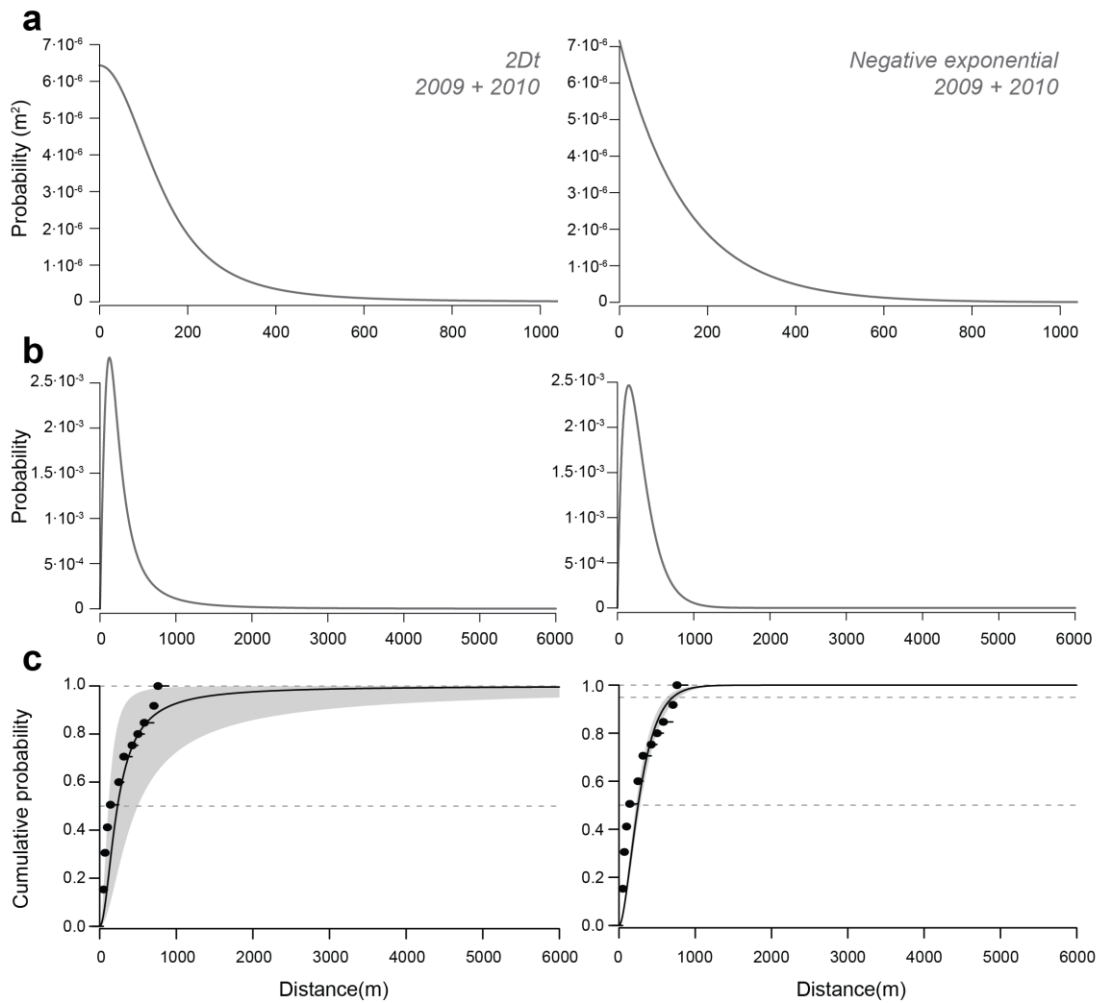 a
2Dt
2009 + 2010
Probability (m²)
7·10⁻⁶
6·10⁻⁶
5·10⁻⁶
4·10⁻⁶
3·10⁻⁶
2·10⁻⁶
1·10⁻⁶
0
0 200 400 600 800 1000
Negative exponential
2009 + 2010
7·10⁻⁶
6·10⁻⁶
5·10⁻⁶
4·10⁻⁶
3·10⁻⁶
2·10⁻⁶
1·10⁻⁶
0
0 200 400 600 800 1000
b
Probability
2.5·10⁻³
2·10⁻³
1.5·10⁻³
1·10⁻³
5·10⁻⁴
0
0 1000 2000 3000 4000 5000 6000
2.5·10⁻³
2·10⁻³
1.5·10⁻³
1·10⁻³
5·10⁻⁴
0
0 1000 2000 3000 4000 5000 6000
c
Cumulative probability
1.0
0.8
0.6
0.4
0.2
0.0
0 1000 2000 3000 4000 5000 6000
Distance(m)
1.0
0.8
0.6
0.4
0.2
0.0
0 1000 2000 3000 4000 5000 6000
Distance(m)